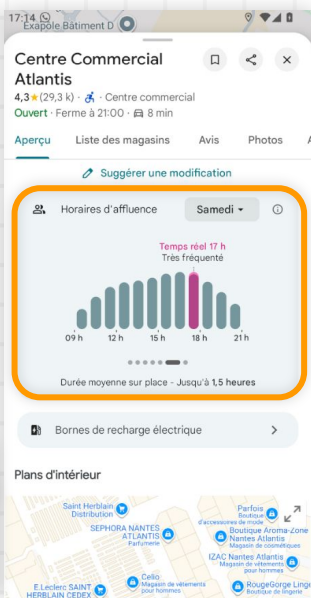 17:14
Exapole Bâtiment D
Centre Commercial
Atlantis
4,3★(29,3 k) · Centre commercial
Ouvert · Ferme à 21:00 · 8 min
Aperçu Liste des magasins Avis Photos
Suggérer une modification
Horaires d'affluence Samedi
Temps réel 17 h
Très fréquenté
09 h 12 h 15 h 18 h 21 h
Durée moyenne sur place - Jusqu'à 1,5 heures
Bornes de recharge électrique
Plans d'intérieur
Saint Herblain
Distribution
Parfois
Boutique
d'accessoires de mode
SEPHORA NANTES
ATLANTIS
Parfumerie
Boutique Aroma-Zone
Nantes Atlantis
Magasin de cosmétiques
IZAC Nantes Atlantis
Magasin de vêtements
pour hommes
Celio
Magasin de vêtements
pour hommes
E.Leclerc SAINT
HERBLAIN CEDEX
RougeGorge Linge
Boutique de lingerie